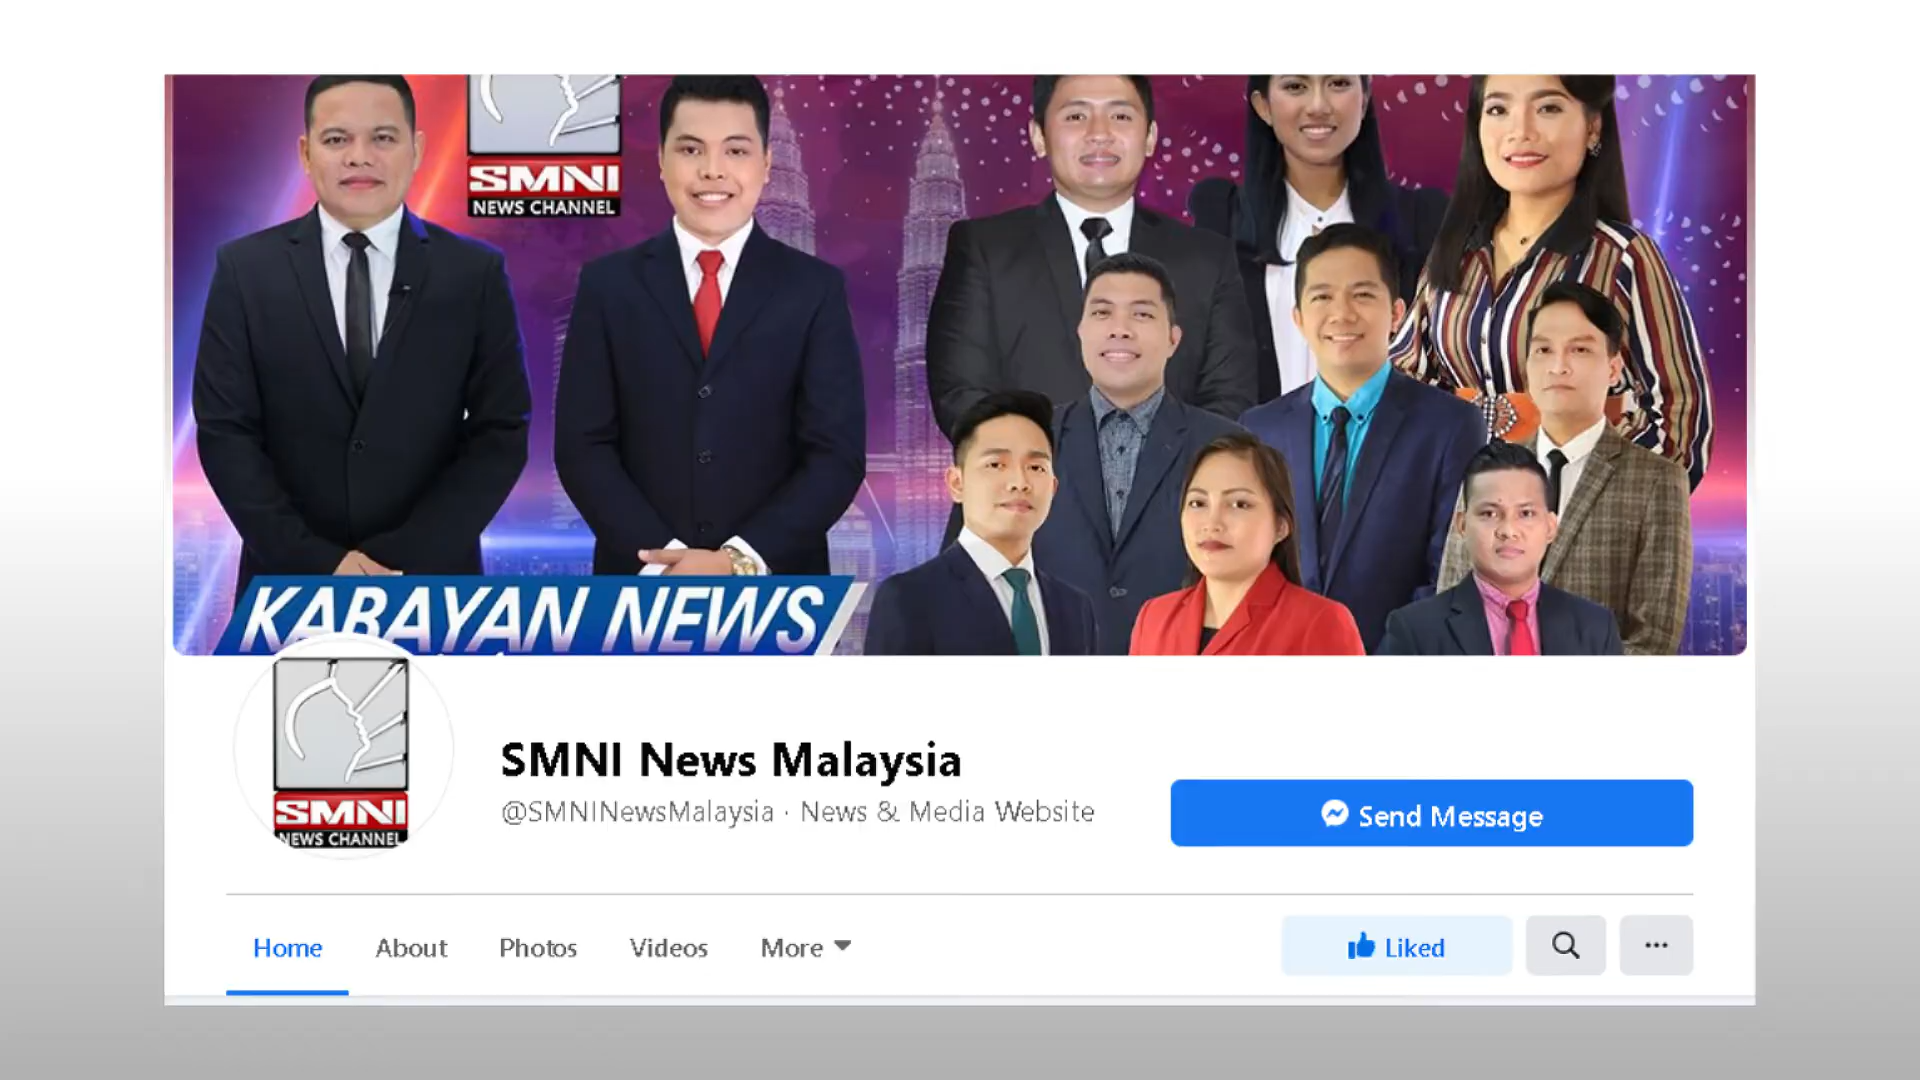 SMNI
NEWS CHANNEL
KABAYAN NEWS
SMNI
NEWS CHANNEL
SMNI News Malaysia
@SMNINewsMalaysia · News & Media Website
Send Message
Home About Photos Videos More
Liked